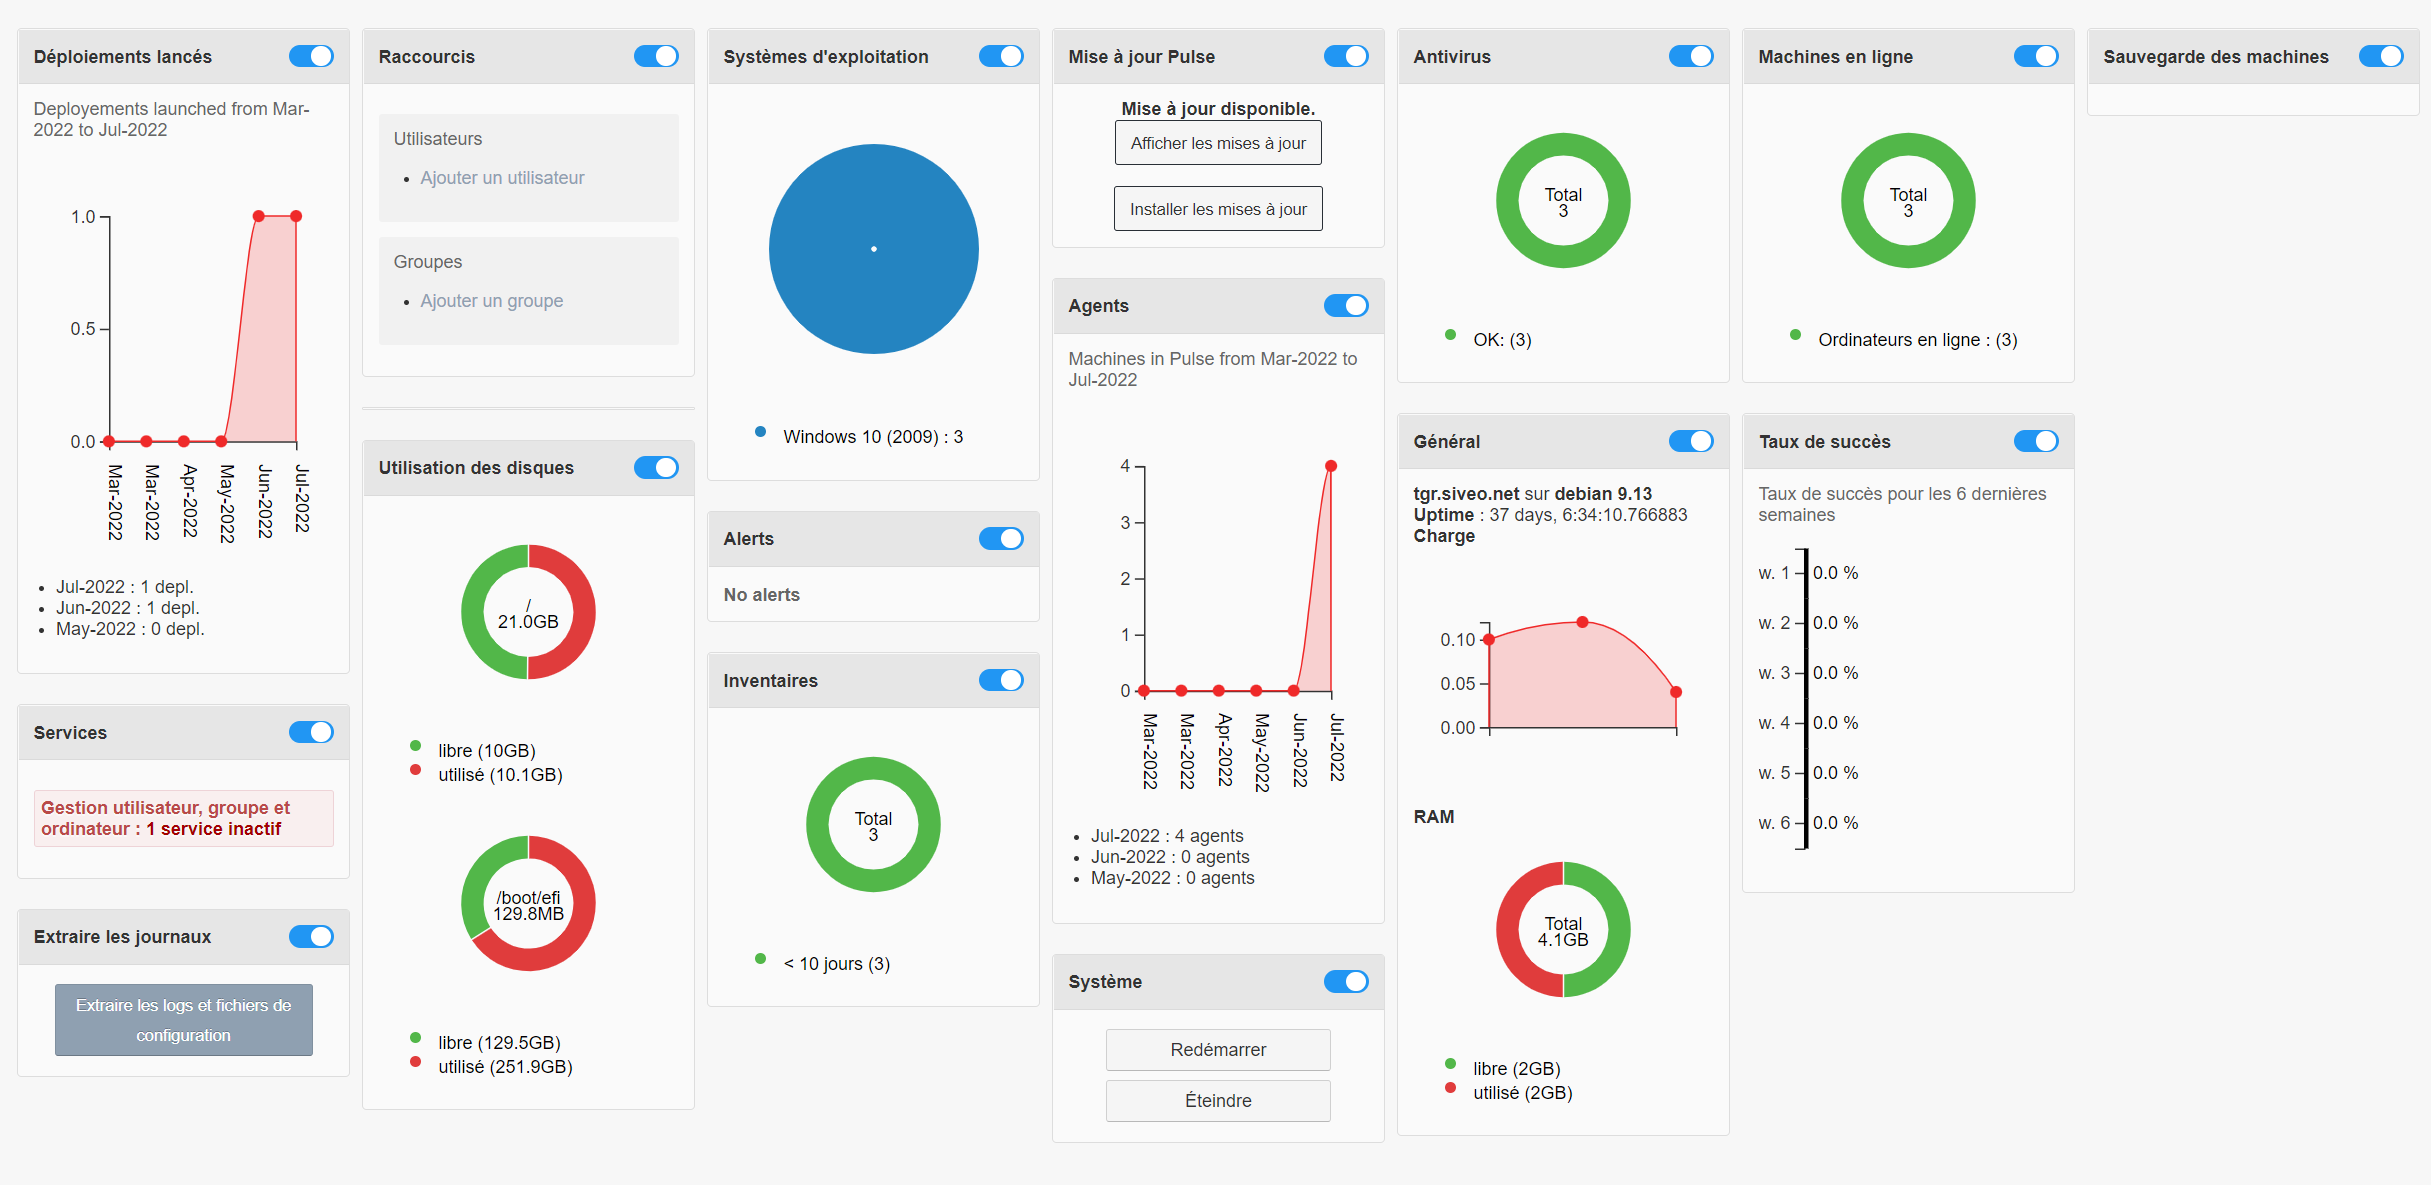 Déploiements lancés
Deployements launched from Mar-
2022 to Jul-2022
1.0
0.5
0.0
Mar-2022
Mar-2022
Apr-2022
May-2022
Jun-2022
Jul-2022
Jul-2022 : 1 depl.
Jun-2022 : 1 depl.
May-2022 : 0 depl.
Services
Gestion utilisateur, groupe et
ordinateur : 1 service inactif
Extraire les journaux
Extraire les logs et fichiers de
configuration
Raccourcis
Utilisateurs
Ajouter un utilisateur
Groupes
Ajouter un groupe
Utilisation des disques
/
21.0GB
libre (10GB)
utilisé (10.1GB)
/boot/efi
129.8MB
libre (129.5GB)
utilisé (251.9GB)
Systèmes d'exploitation
Windows 10 (2009) : 3
Alerts
No alerts
Inventaires
Total
3
< 10 jours (3)
Mise à jour Pulse
Mise à jour disponible.
Afficher les mises à jour
Installer les mises à jour
Agents
Machines in Pulse from Mar-2022 to
Jul-2022
4
3
2
1
0
Mar-2022
Mar-2022
Apr-2022
May-2022
Jun-2022
Jul-2022
Jul-2022 : 4 agents
Jun-2022 : 0 agents
May-2022 : 0 agents
Système
Redémarrer
Éteindre
Antivirus
Total
3
OK: (3)
Général
tgr.siveo.net sur debian 9.13
Uptime : 37 days, 6:34:10.766883
Charge
0.10
0.05
0.00
RAM
Total
4.1GB
libre (2GB)
utilisé (2GB)
Machines en ligne
Total
3
Ordinateurs en ligne : (3)
Taux de succès
Taux de succès pour les 6 dernières
semaines
w. 1 0.0 %
w. 2 0.0 %
w. 3 0.0 %
w. 4 0.0 %
w. 5 0.0 %
w. 6 0.0 %
Sauvegarde des machines